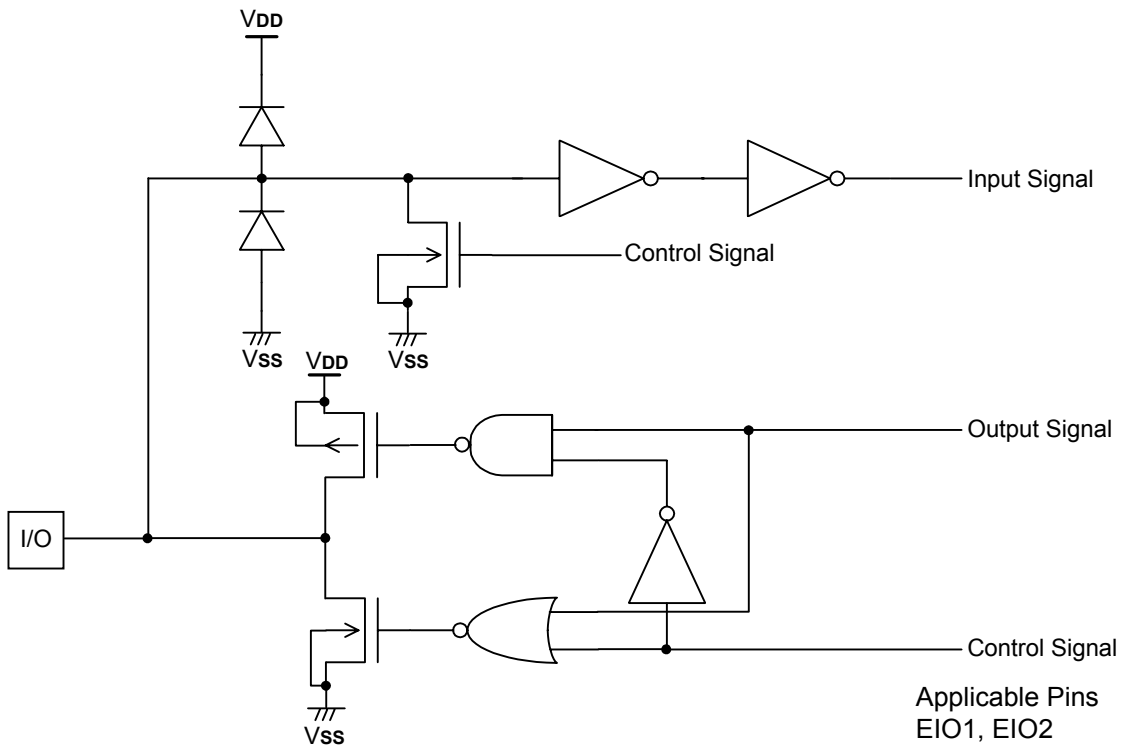 VDD
Input Signal
Control Signal
VSS
VSS
VDD
Output Signal
I/O
Control Signal
VSS
Applicable Pins
EIO1, EIO2